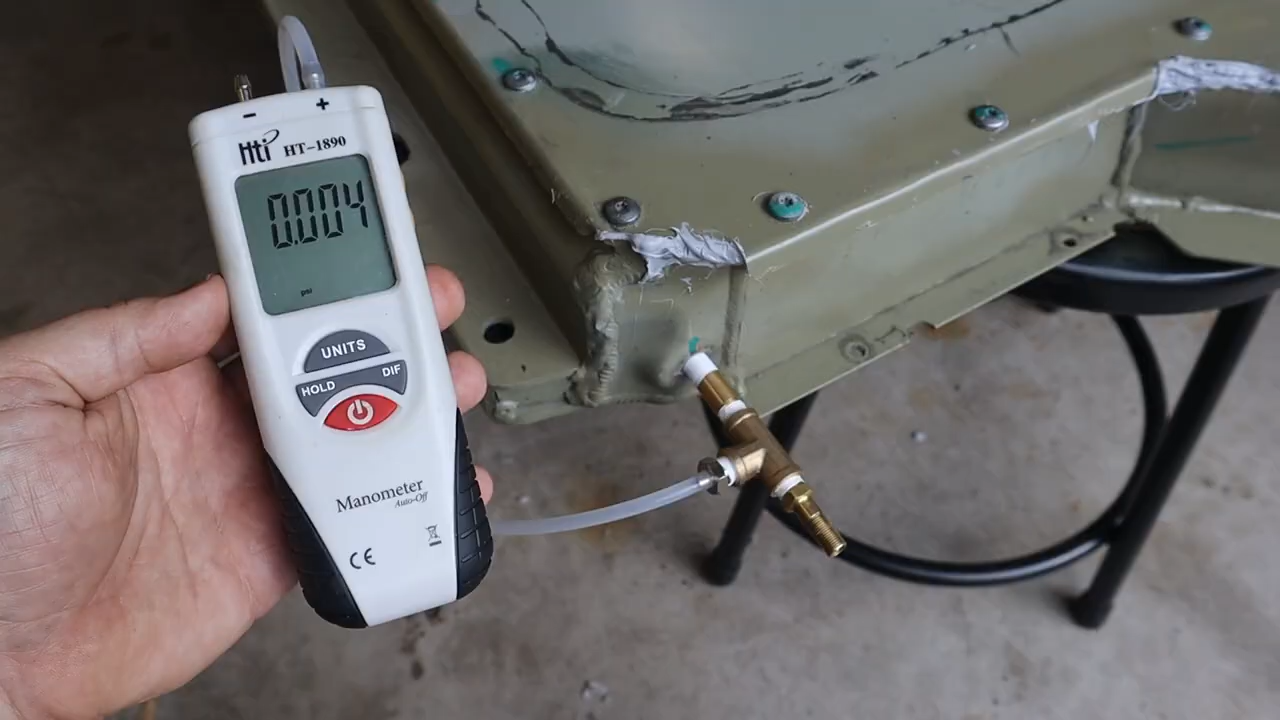 − +
Hti HT-1890
0.004
psi
UNITS
HOLD DIF
Manometer
Auto-Off
CE